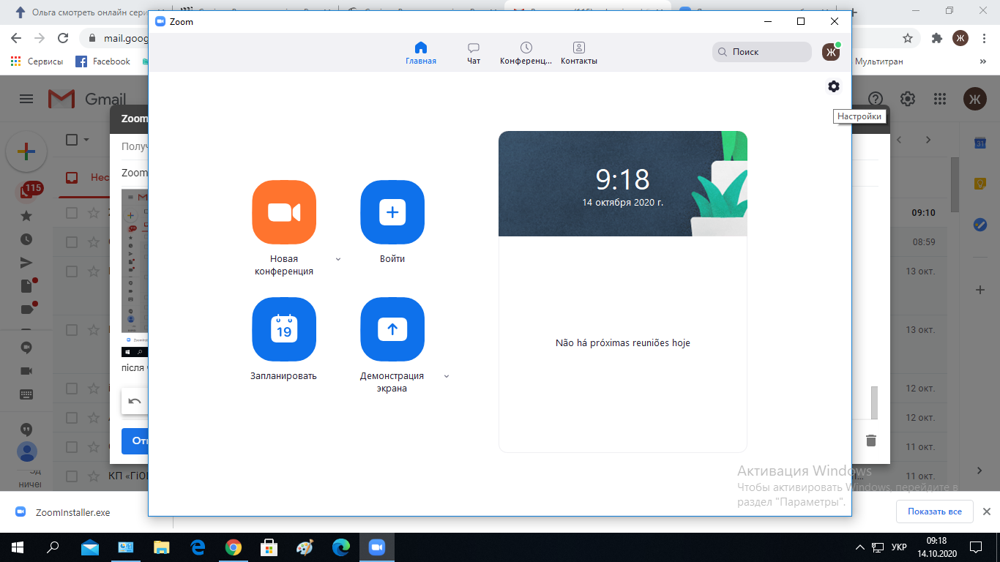 Ольга смотреть онлайн сери
Zoom
mail.goog
Ж
Сервисы
Facebook
Мультитран
»
Главная
Чат
Конференц...
Контакты
Поиск
Ж
Gmail
Ж
Настройки
Zoom
Получ
Zoom
115
Нес
9:18
14 октября 2020 г.
09:10
08:59
13 окт.
13 окт.
12 окт.
12 окт.
11 окт.
11 окт.
31
Новая
конференция
Войти
19
Запланировать
Демонстрация
экрана
Não há próximas reuniões hoje
після
От
КП «ГіО
Активация Windows
Чтобы активировать Windows, перейдите в
раздел "Параметры".
ZoomInstaller.exe
Показать все
УКР
09:18
14.10.2020